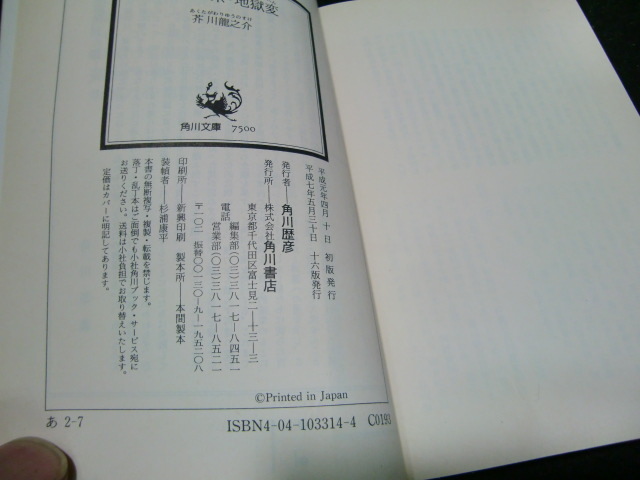 地獄変
あくたがわりゅうのすけ
芥川龍之介
角川文庫 7500
平成元年四月 十 日 初版発行
平成七年五月三十日 十六版発行
発行者――角川歴彦
発行所――株式会社角川書店
東京都千代田区富士見二―十三―三
電話 編集部(〇三)三八一七―八四五一
営業部(〇三)三八一七―八五二一
〒一〇二 振替〇〇一三〇―九―一九五二〇八
印刷所――新興印刷 製本所――本間製本
装幀者――杉浦康平
本書の無断複写・複製・転載を禁じます。
落丁・乱丁本はご面倒でも小社角川ブック・サービス宛に
お送りください。送料は小社負担でお取り替えいたします。
定価はカバーに明記してあります。
©Printed in Japan
あ 2-7
ISBN4-04-103314-4 C0193